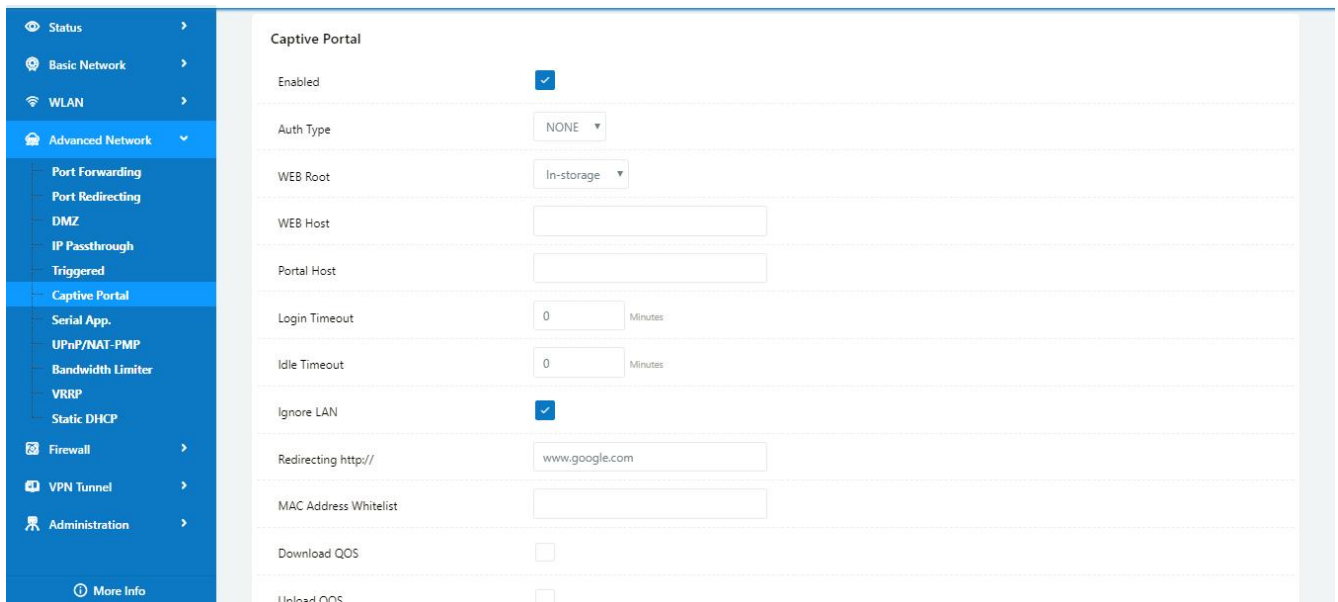 Status
Basic Network
WLAN
Advanced Network
Port Forwarding
Port Redirecting
DMZ
IP Passthrough
Triggered
Captive Portal
Serial App.
UPnP/NAT-PMP
Bandwidth Limiter
VRRP
Static DHCP
Firewall
VPN Tunnel
Administration
More Info
Captive Portal
Enabled
Auth Type NONE
WEB Root In-storage
WEB Host
Portal Host
Login Timeout 0 Minutes
Idle Timeout 0 Minutes
Ignore LAN
Redirecting http:// www.google.com
MAC Address Whitelist
Download QOS
Upload QOS